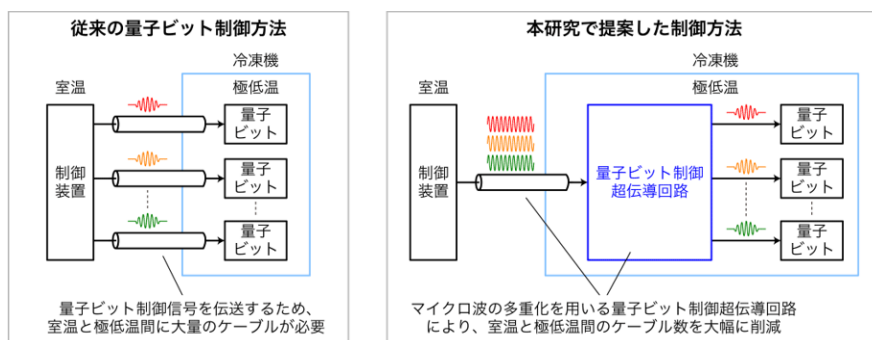 従来の量子ビット制御方法
冷凍機
室温
極低温
制御
装置
量子
ビット
量子
ビット
量子
ビット
量子ビット制御信号を伝送するため、
室温と極低温間に大量のケーブルが必要
本研究で提案した制御方法
冷凍機
室温
極低温
制御
装置
量子ビット制御
超伝導回路
量子
ビット
量子
ビット
量子
ビット
マイクロ波の多重化を用いる量子ビット制御超伝導回路
により、室温と極低温間のケーブル数を大幅に削減